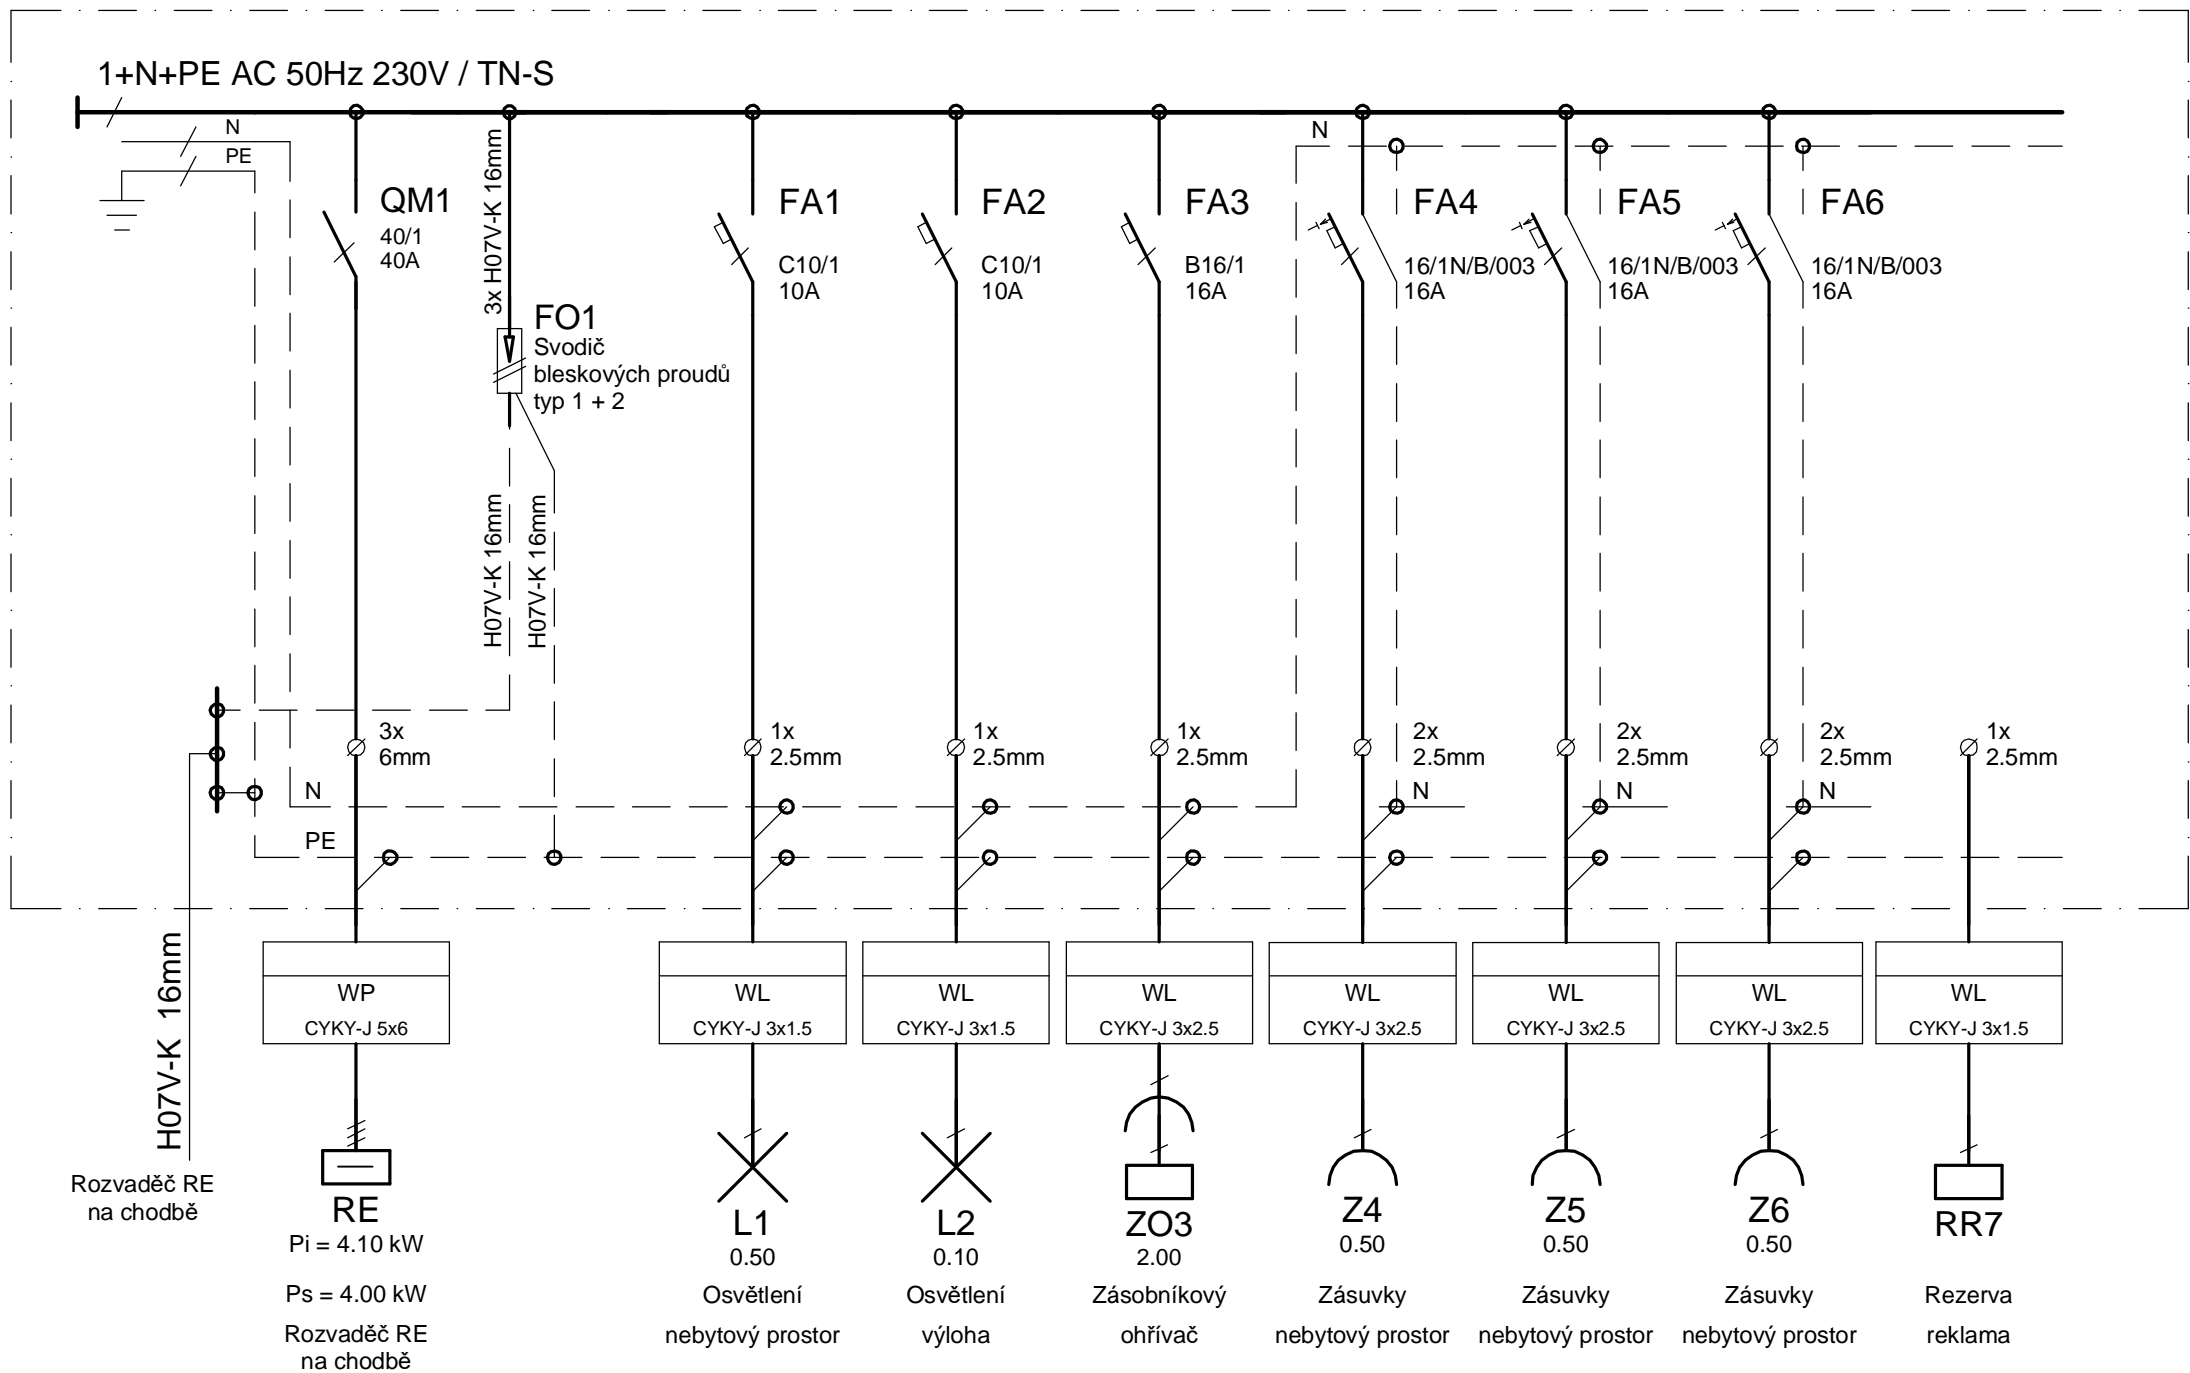 1+N+PE AC 50Hz 230V / TN-S
N
PE
N
QM1
40/1
40A
3x H07V-K 16mm
FO1
Svodič
bleskových proudů
typ 1 + 2
H07V-K 16mm
H07V-K 16mm
FA1
C10/1
10A
FA2
C10/1
10A
FA3
B16/1
16A
FA4
16/1N/B/003
16A
FA5
16/1N/B/003
16A
FA6
16/1N/B/003
16A
3x
6mm
1x
2.5mm
1x
2.5mm
1x
2.5mm
2x
2.5mm
2x
2.5mm
2x
2.5mm
1x
2.5mm
N
N
N
N
PE
H07V-K 16mm
Rozvaděč RE
na chodbě
WP
CYKY-J 5x6
WL
CYKY-J 3x1.5
WL
CYKY-J 3x1.5
WL
CYKY-J 3x2.5
WL
CYKY-J 3x2.5
WL
CYKY-J 3x2.5
WL
CYKY-J 3x2.5
WL
CYKY-J 3x1.5
RE
Pi = 4.10 kW
Ps = 4.00 kW
Rozvaděč RE
na chodbě
L1
0.50
Osvětlení
nebytový prostor
L2
0.10
Osvětlení
výloha
ZO3
2.00
Zásobníkový
ohřívač
Z4
0.50
Zásuvky
nebytový prostor
Z5
0.50
Zásuvky
nebytový prostor
Z6
0.50
Zásuvky
nebytový prostor
RR7
Rezerva
reklama